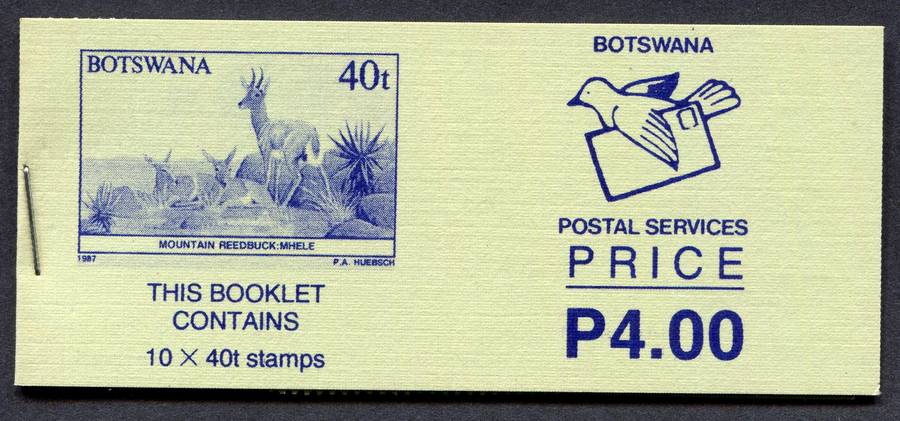 BOTSWANA 40t
MOUNTAIN REEDBUCK:MHELE
1987 P.A. HUEBSCH
THIS BOOKLET
CONTAINS
10 × 40t stamps
BOTSWANA
POSTAL SERVICES
PRICE
P4.00